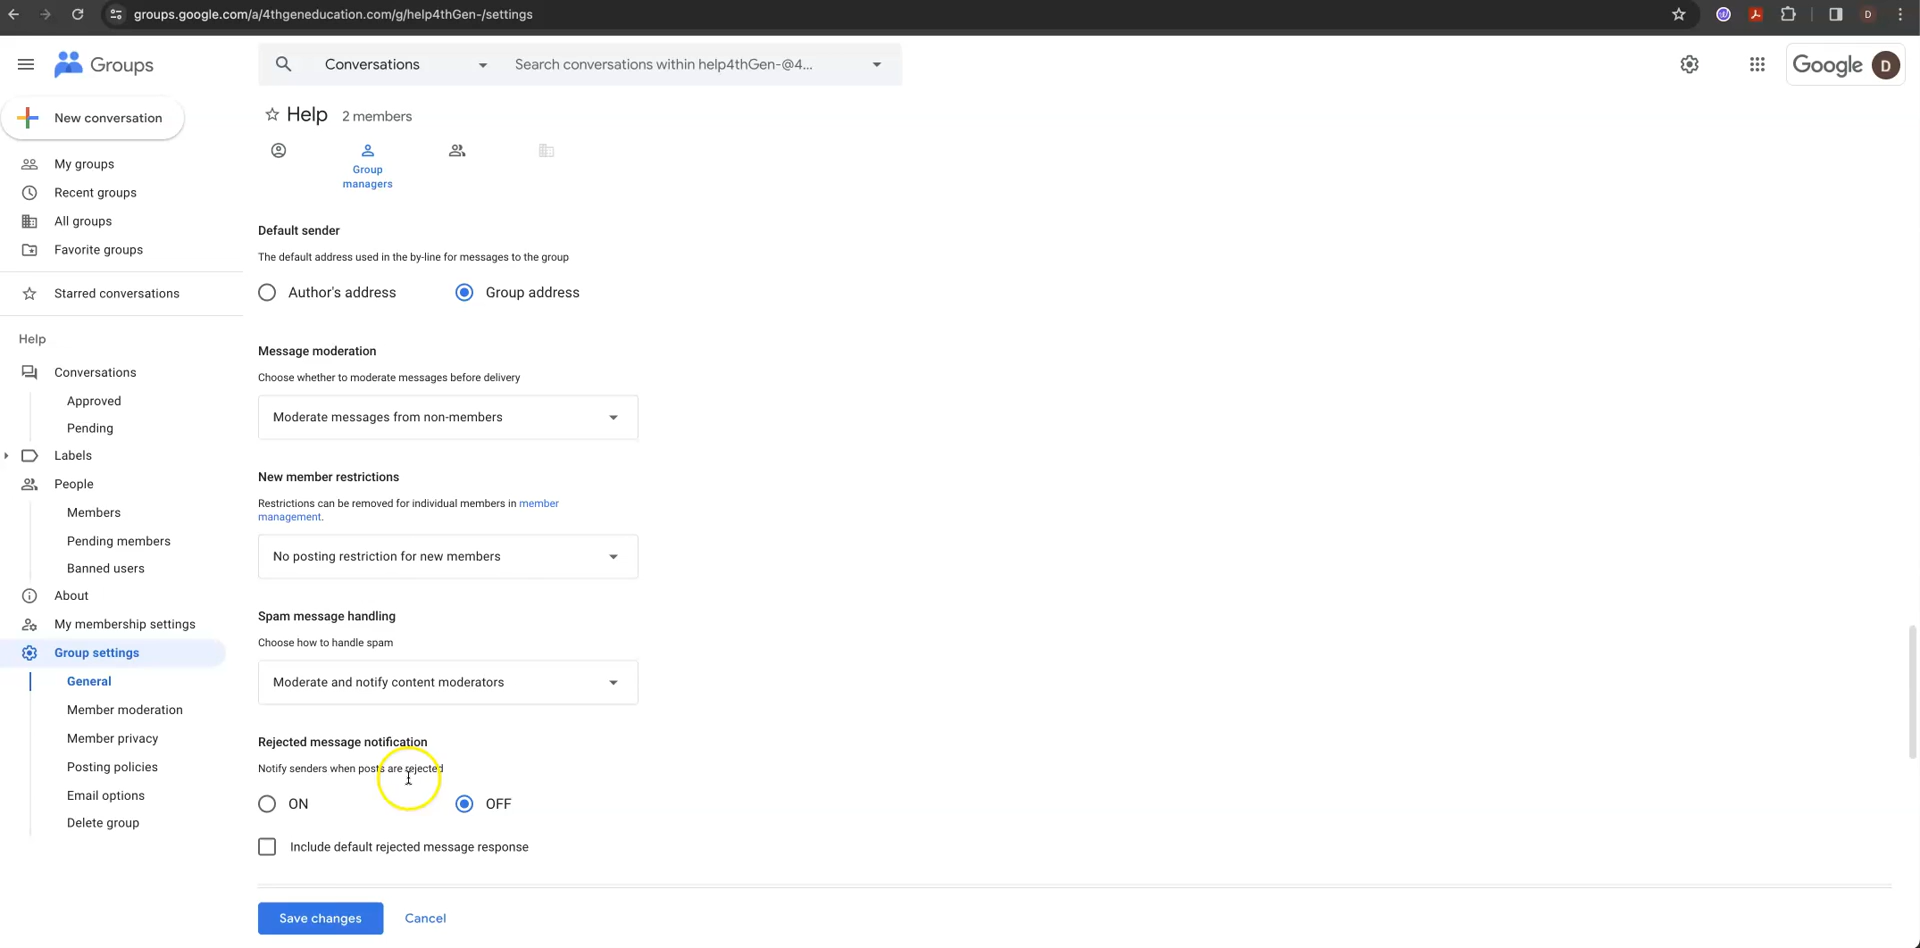 groups.google.com/a/4thgeneducation.com/g/help4thGen-/settings
D
Groups
Conversations
Search conversations within help4thGen-@4...
Google
D
New conversation
My groups
Recent groups
All groups
Favorite groups
Starred conversations
Help
Conversations
Approved
Pending
Labels
People
Members
Pending members
Banned users
About
My membership settings
Group settings
General
Member moderation
Member privacy
Posting policies
Email options
Delete group
Help 2 members
Group
managers
Default sender
The default address used in the by-line for messages to the group
Author's address
Group address
Message moderation
Choose whether to moderate messages before delivery
Moderate messages from non-members
New member restrictions
Restrictions can be removed for individual members in member
management.
No posting restriction for new members
Spam message handling
Choose how to handle spam
Moderate and notify content moderators
Rejected message notification
Notify senders when posts are rejected
ON
OFF
Include default rejected message response
Save changes
Cancel